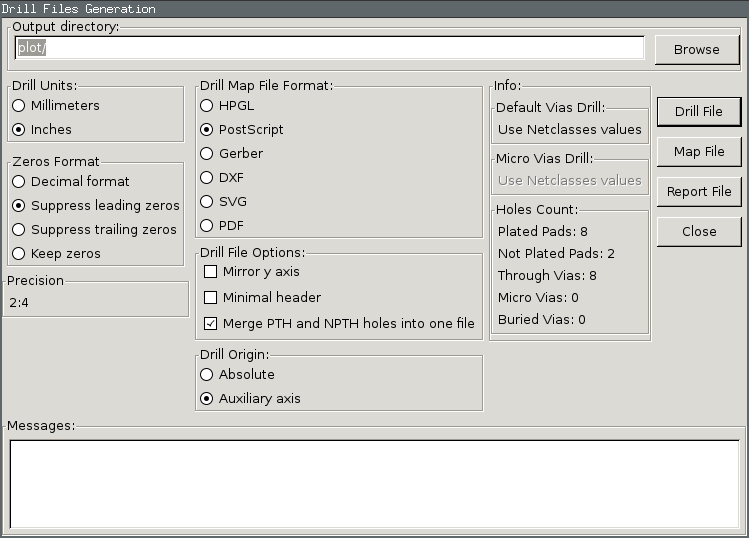 Drill Files Generation
Output directory:
plot/
Browse
Drill Units:
Millimeters
Inches
Zeros Format
Decimal format
Suppress leading zeros
Suppress trailing zeros
Keep zeros
Precision
2:4
Drill Map File Format:
HPGL
PostScript
Gerber
DXF
SVG
PDF
Drill File Options:
Mirror y axis
Minimal header
Merge PTH and NPTH holes into one file
Drill Origin:
Absolute
Auxiliary axis
Info:
Default Vias Drill:
Use Netclasses values
Micro Vias Drill:
Use Netclasses values
Holes Count:
Plated Pads: 8
Not Plated Pads: 2
Through Vias: 8
Micro Vias: 0
Buried Vias: 0
Drill File
Map File
Report File
Close
Messages: